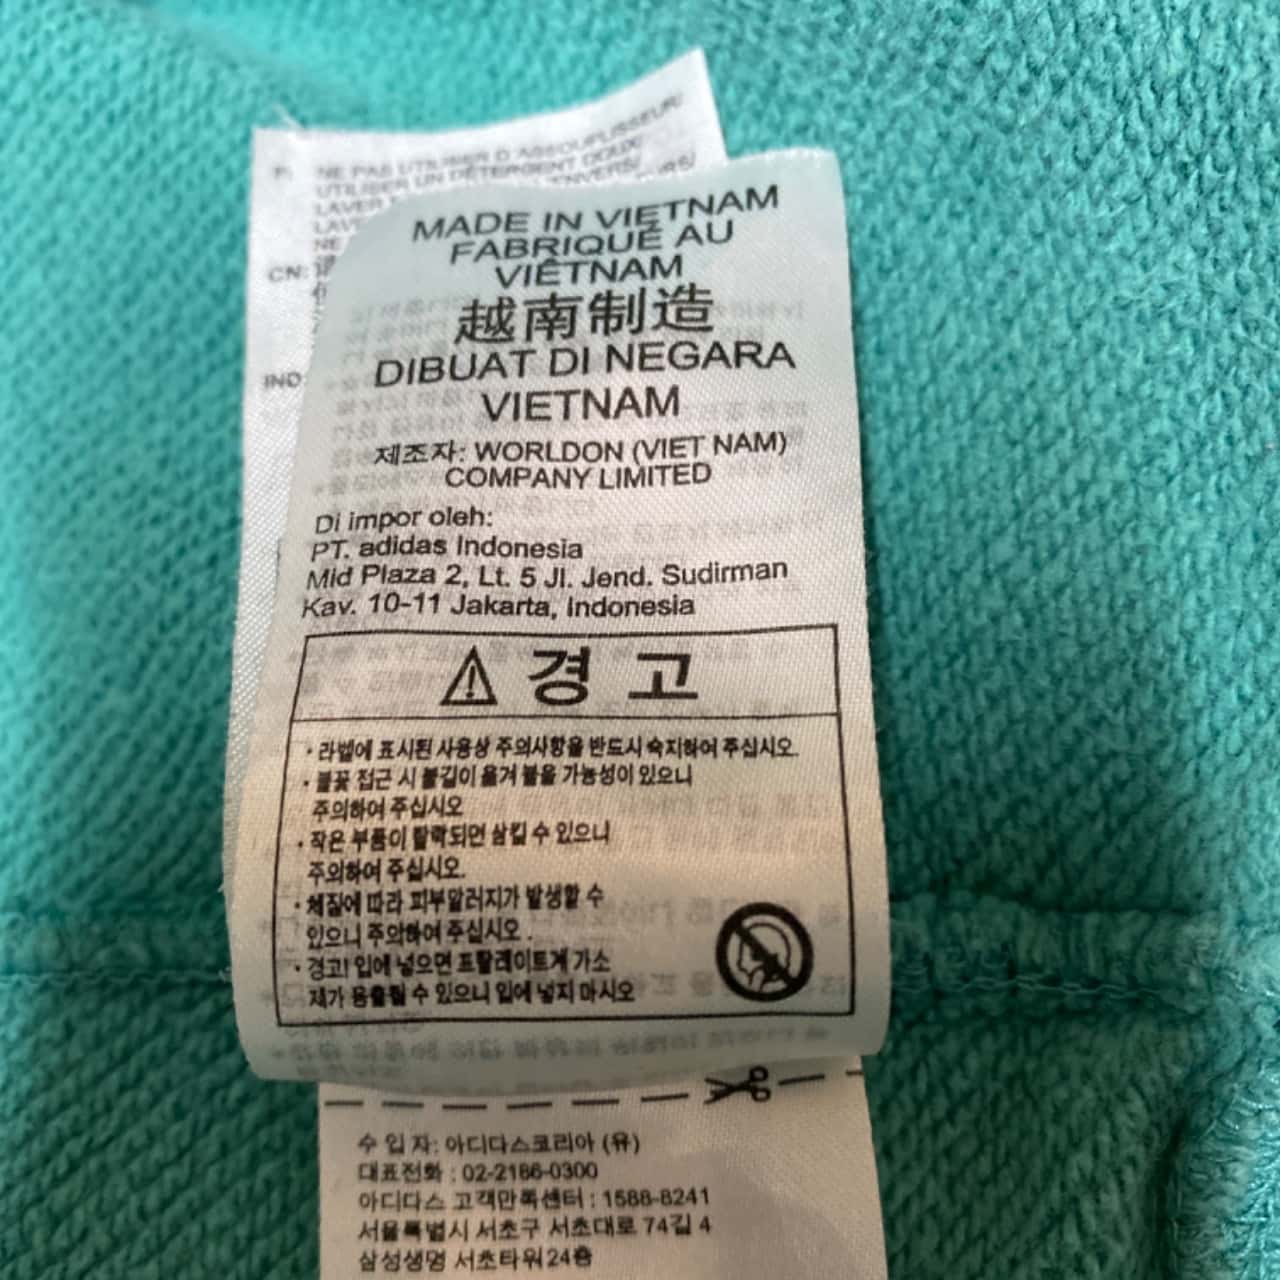 NE PAS UTILISER D'ASSOUPLISSEUR/
UTILISER UN DÉTERGENT DOUX/
LAVER
CN:
IND:
MADE IN VIETNAM
FABRIQUÉ AU
VIÊTNAM
越南制造
DIBUAT DI NEGARA
VIETNAM
제조자: WORLDON (VIET NAM)
COMPANY LIMITED
Di impor oleh:
PT. adidas Indonesia
Mid Plaza 2, Lt. 5 Jl. Jend. Sudirman
Kav. 10-11 Jakarta, Indonesia
⚠ 경 고
• 라벨에 표시된 사용상 주의사항을 반드시 숙지하여 주십시오.
• 불꽃 접근 시 불길이 옮겨 붙을 가능성이 있으니
주의하여 주십시오
• 작은 부품이 탈락되면 삼킬 수 있으니
주의하여 주십시오.
• 체질에 따라 피부알러지가 발생할 수
있으니 주의하여 주십시오.
• 경고! 입에 넣으면 프탈레이트계 가소
제가 용출될 수 있으니 입에 넣지 마시오
수 입 자: 아디다스코리아 (유)
대표전화 : 02-2186-0300
아디다스 고객만족센터 : 1588-8241
서울특별시 서초구 서초대로 74길 4
삼성생명 서초타워 24층